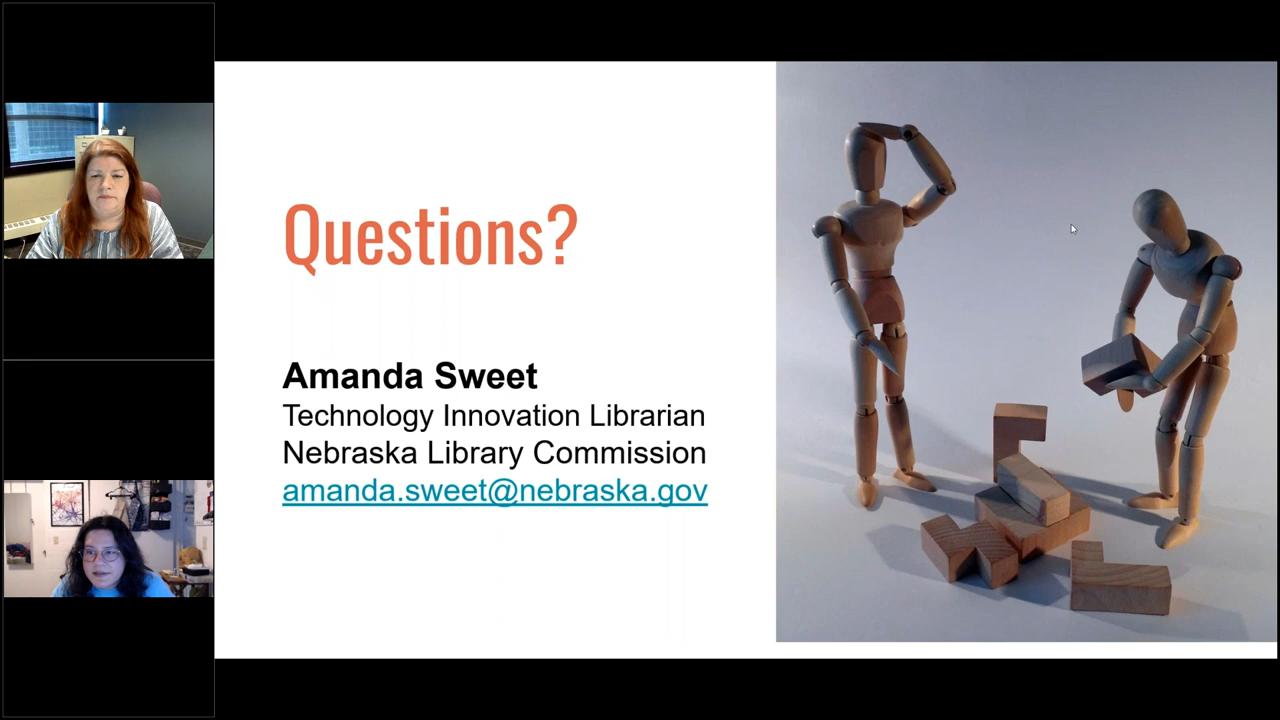 Questions?
Amanda Sweet
Technology Innovation Librarian
Nebraska Library Commission
amanda.sweet@nebraska.gov